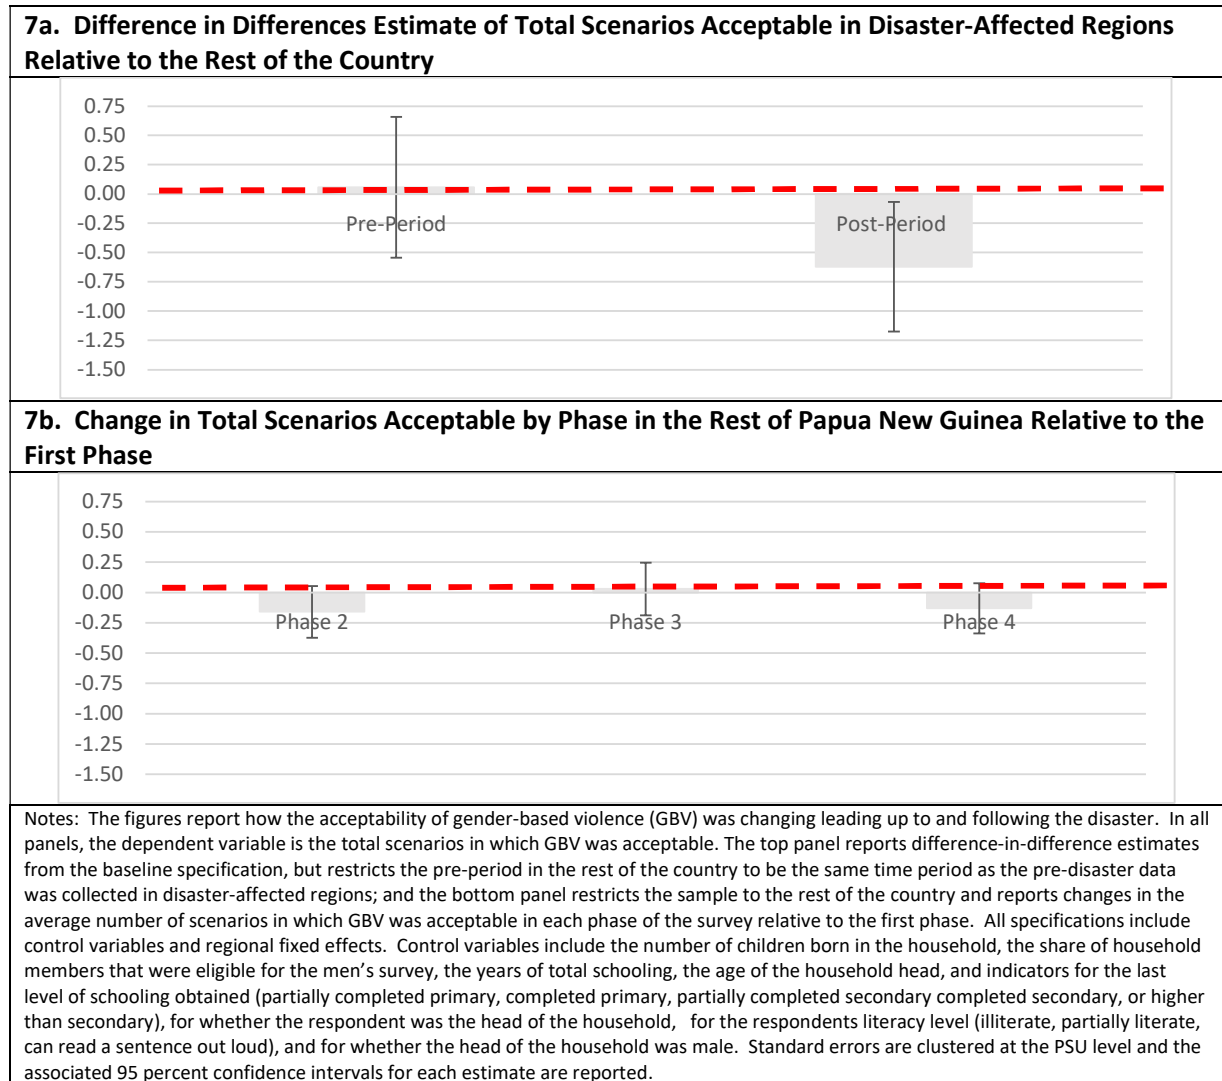 7a. Difference in Differences Estimate of Total Scenarios Acceptable in Disaster-Affected Regions
Relative to the Rest of the Country
0.75
0.50
0.25
0.00
-0.25
-0.50
-0.75
-1.00
-1.25
-1.50
Pre-Period
Post-Period
7b. Change in Total Scenarios Acceptable by Phase in the Rest of Papua New Guinea Relative to the
First Phase
0.75
0.50
0.25
0.00
-0.25
-0.50
-0.75
-1.00
-1.25
-1.50
Phase 2
Phase 3
Phase 4
Notes: The figures report how the acceptability of gender-based violence (GBV) was changing leading up to and following the disaster. In all
panels, the dependent variable is the total scenarios in which GBV was acceptable. The top panel reports difference-in-difference estimates
from the baseline specification, but restricts the pre-period in the rest of the country to be the same time period as the pre-disaster data
was collected in disaster-affected regions; and the bottom panel restricts the sample to the rest of the country and reports changes in the
average number of scenarios in which GBV was acceptable in each phase of the survey relative to the first phase. All specifications include
control variables and regional fixed effects. Control variables include the number of children born in the household, the share of household
members that were eligible for the men's survey, the years of total schooling, the age of the household head, and indicators for the last
level of schooling obtained (partially completed primary, completed primary, partially completed secondary completed secondary, or higher
than secondary), for whether the respondent was the head of the household, for the respondents literacy level (illiterate, partially literate,
can read a sentence out loud), and for whether the head of the household was male. Standard errors are clustered at the PSU level and the
associated 95 percent confidence intervals for each estimate are reported.